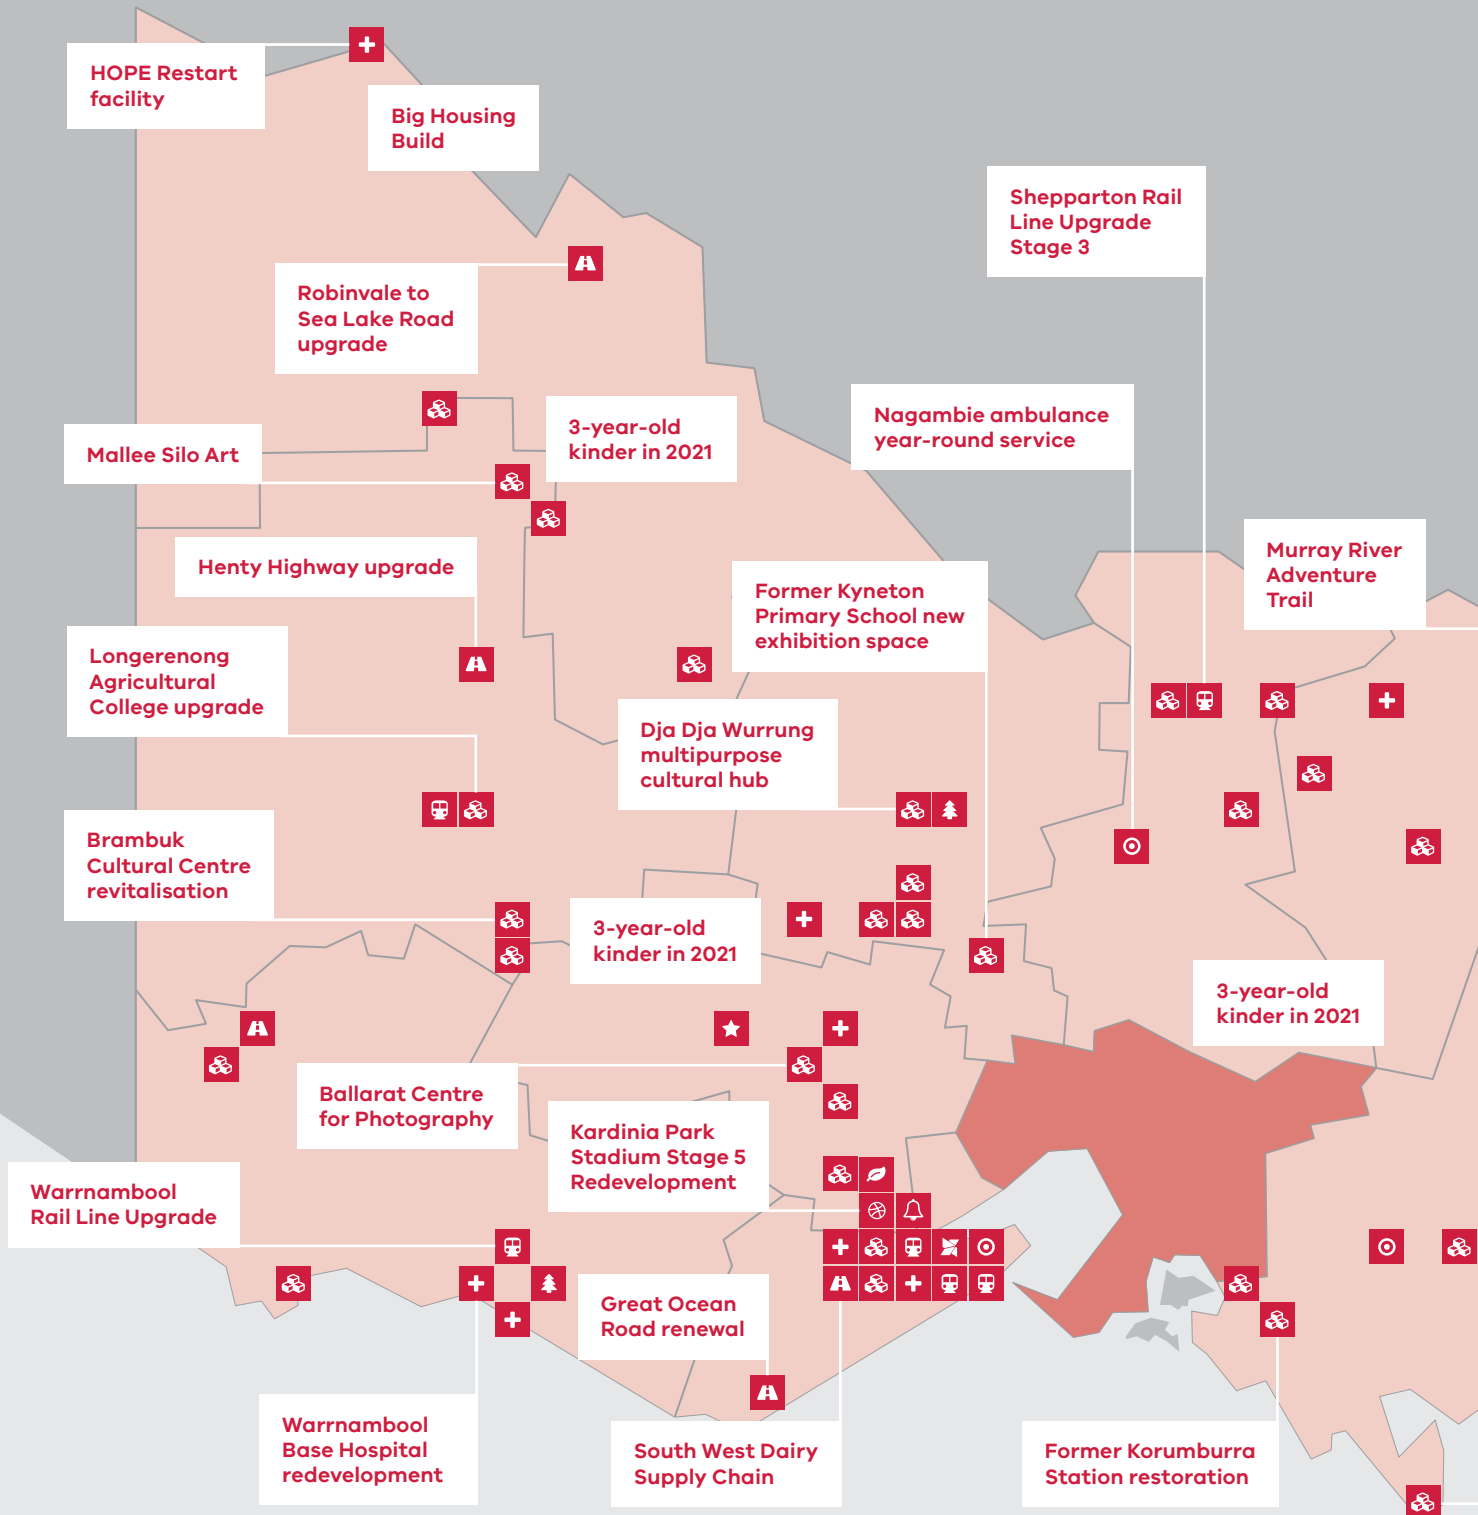 HOPE Restart
facility
Big Housing
Build
Shepparton Rail
Line Upgrade
Stage 3
Robinvale to
Sea Lake Road
upgrade
3-year-old
kinder in 2021
Nagambie ambulance
year-round service
Mallee Silo Art
Henty Highway upgrade
Murray River
Adventure
Trail
Former Kyneton
Primary School new
exhibition space
Longerenong
Agricultural
College upgrade
Dja Dja Wurrung
multipurpose
cultural hub
Brambuk
Cultural Centre
revitalisation
3-year-old
kinder in 2021
3-year-old
kinder in 2021
Ballarat Centre
for Photography
Kardinia Park
Stadium Stage 5
Redevelopment
Warrnambool
Rail Line Upgrade
Great Ocean
Road renewal
Warrnambool
Base Hospital
redevelopment
South West Dairy
Supply Chain
Former Korumburra
Station restoration